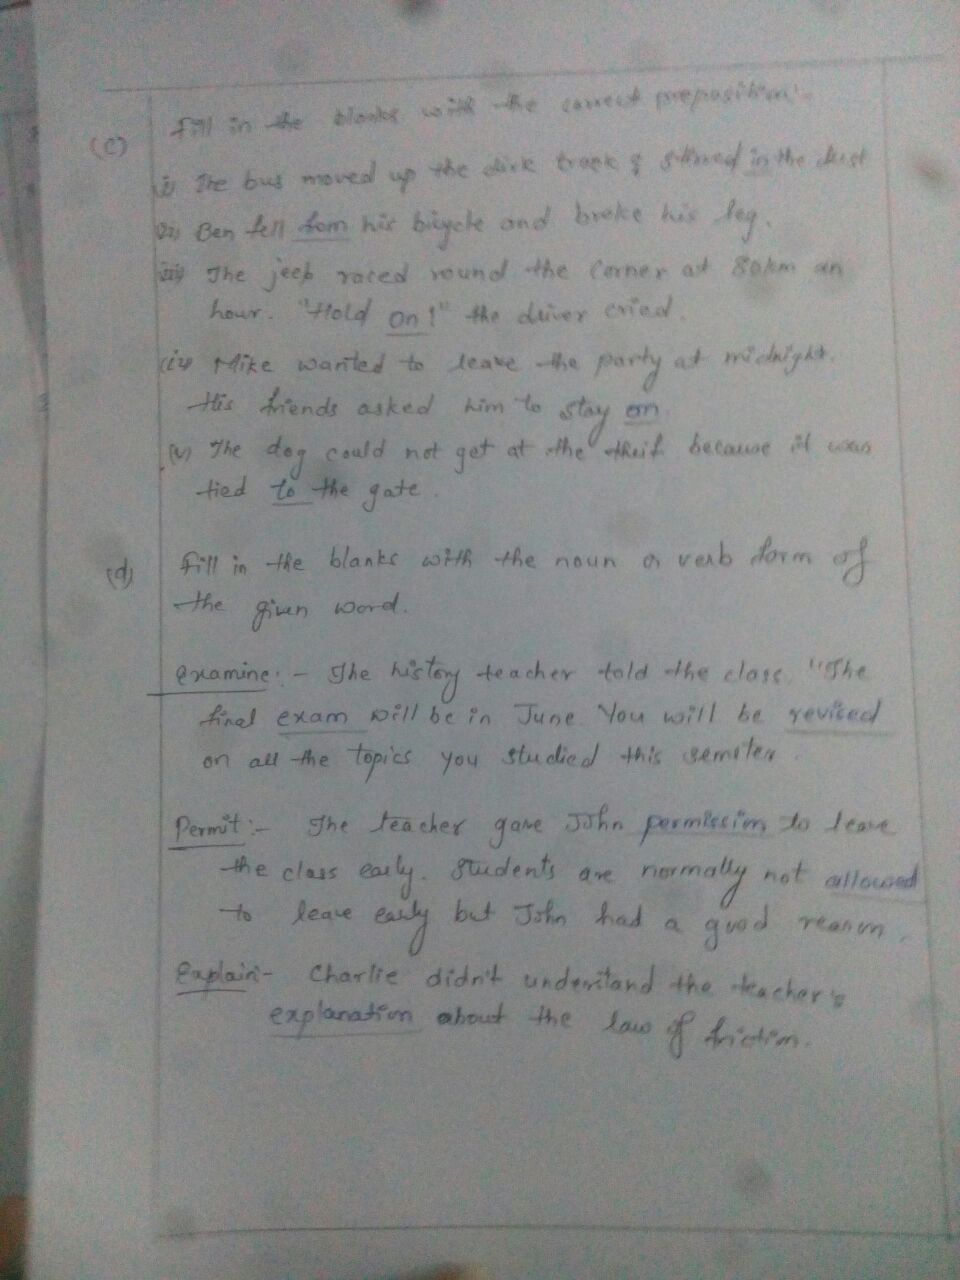 (c) Fill in the blanks with the correct preposition:-
i) The bus moved up the dirk track & stirred in the dust
ii) Ben fell from his bicycle and broke his leg.
iii) The jeep raced round the corner at 80km an
hour. "Hold on!" the driver cried.
(iv) Mike wanted to leave the party at midnight.
His friends asked him to stay on.
(v) The dog could not get at the theif because it was
tied to the gate.
(d) Fill in the blanks with the noun or verb form of
the given word.
examine:- The history teacher told the class, "The
final exam will be in June. You will be revised
on all the topics you studied this semster.
Permit:- The teacher gave John permission to leave
the class early. Students are normally not allowed
to leave early but John had a good reason.
Explain- Charlie didn't understand the teacher's
explanation about the law of friction.